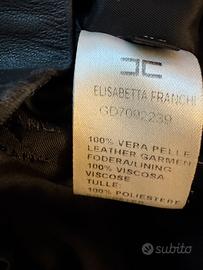 ELISABETTA FRANCHI
GD7092239
100% VERA PELLE
LEATHER GARMEN
FODERA/LINING
100% VISCOSA
VISCOSE
TULLE:
100% POLIESTERE
subito